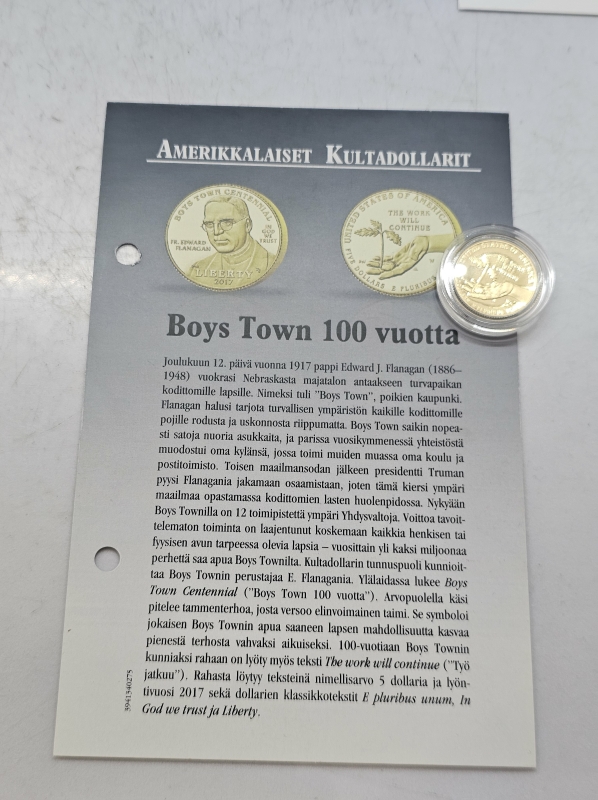 AMERIKKALAISET KULTADOLLARIT
BOYS TOWN CENTENNIAL
FR. EDWARD
FLANAGAN
IN
GOD
WE
TRUST
LIBERTY
2017
UNITED STATES OF AMERICA
THE WORK
WILL
CONTINUE
FIVE DOLLARS E PLURIBUS
Boys Town 100 vuotta
Joulukuun 12. päivä vuonna 1917 pappi Edward J. Flanagan (1886–
1948) vuokrasi Nebraskasta majatalon antaakseen turvapaikan
kodittomille lapsille. Nimeksi tuli "Boys Town", poikien kaupunki.
Flanagan halusi tarjota turvallisen ympäristön kaikille kodittomille
pojille rodusta ja uskonnosta riippumatta. Boys Town saikin nopea-
sti satoja nuoria asukkaita, ja parissa vuosikymmenessä yhteistöstä
muodostui oma kylänsä, jossa toimi muiden muassa oma koulu ja
postitoimisto. Toisen maailmansodan jälkeen presidentti Truman
pyysi Flanagania jakamaan osaamistaan, joten tämä kiersi ympäri
maailmaa opastamassa kodittomien lasten huolenpidossa. Nykyään
Boys Townilla on 12 toimipistettä ympäri Yhdysvaltoja. Voittoa tavoit-
telematon toiminta on laajentunut koskemaan kaikkia henkisen tai
fyysisen avun tarpeessa olevia lapsia – vuosittain yli kaksi miljoonaa
perhettä saa apua Boys Townilta. Kultadollarin tunnuspuoli kunnioit-
taa Boys Townin perustajaa E. Flanagania. Ylälaidassa lukee Boys
Town Centennial ("Boys Town 100 vuotta"). Arvopuolella käsi
pitelee tammenterhoa, josta versoo elinvoimainen taimi. Se symboloi
jokaisen Boys Townin apua saaneen lapsen mahdollisuutta kasvaa
pienestä terhosta vahvaksi aikuiseksi. 100-vuotiaan Boys Townin
kunniaksi rahaan on lyöty myös teksti The work will continue ("Työ
jatkuu"). Rahasta löytyy teksteinä nimellisarvo 5 dollaria ja lyön-
tivuosi 2017 sekä dollarien klassikkotekstit E pluribus unum, In
God we trust ja Liberty.
3941340275